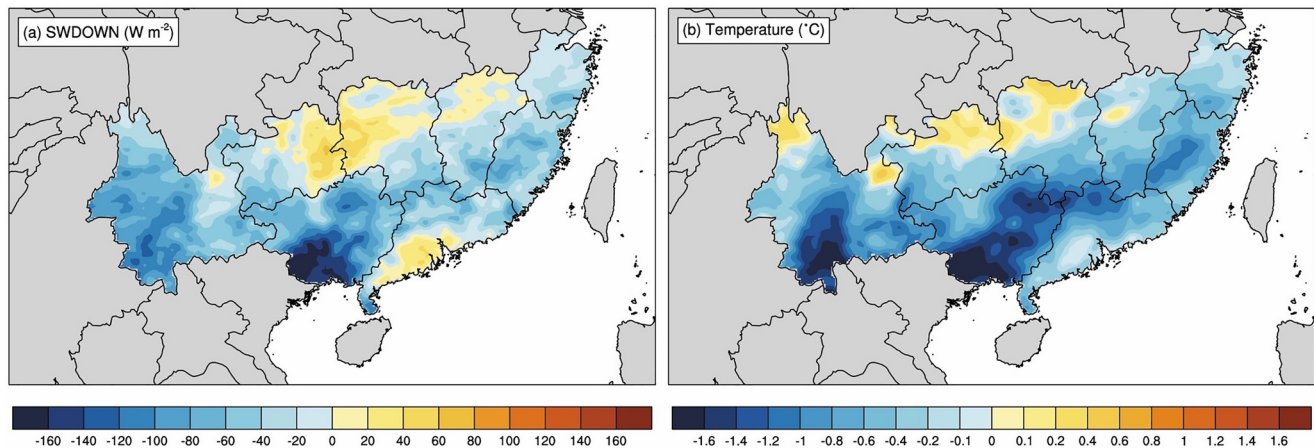 (a) SWDOWN (W m⁻²)
(b) Temperature (˚C)
-160 -140 -120 -100 -80 -60 -40 -20 0 20 40 60 80 100 120 140 160
-1.6 -1.4 -1.2 -1 -0.8 -0.6 -0.4 -0.2 -0.1 0 0.1 0.2 0.4 0.6 0.8 1 1.2 1.4 1.6